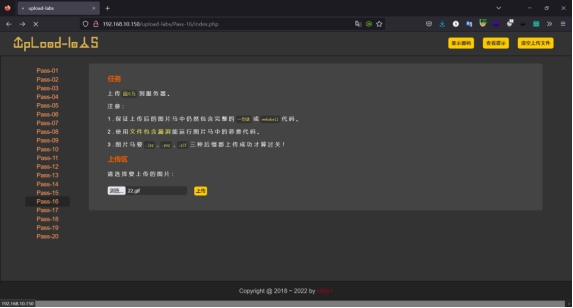 upload-labs
192.168.10.150/upload-labs/Pass-16/index.php
UpLoad-labs
显示源码
查看提示
清空上传文件
Pass-01
Pass-02
Pass-03
Pass-04
Pass-05
Pass-06
Pass-07
Pass-08
Pass-09
Pass-10
Pass-11
Pass-12
Pass-13
Pass-14
Pass-15
Pass-16
Pass-17
Pass-18
Pass-19
Pass-20
任务
上传 图片马 到服务器。
注意：
1.保证上传后的图片马中仍然包含完整的 一句话 或 webshell 代码。
2.使用文件包含漏洞能运行图片马中的恶意代码。
3.图片马要 .jpg , .png , .gif 三种后缀都上传成功才算过关！
上传区
请选择要上传的图片：
浏览... 22.gif 上传
Copyright @ 2018 ~ 2022 by
192.168.10.150